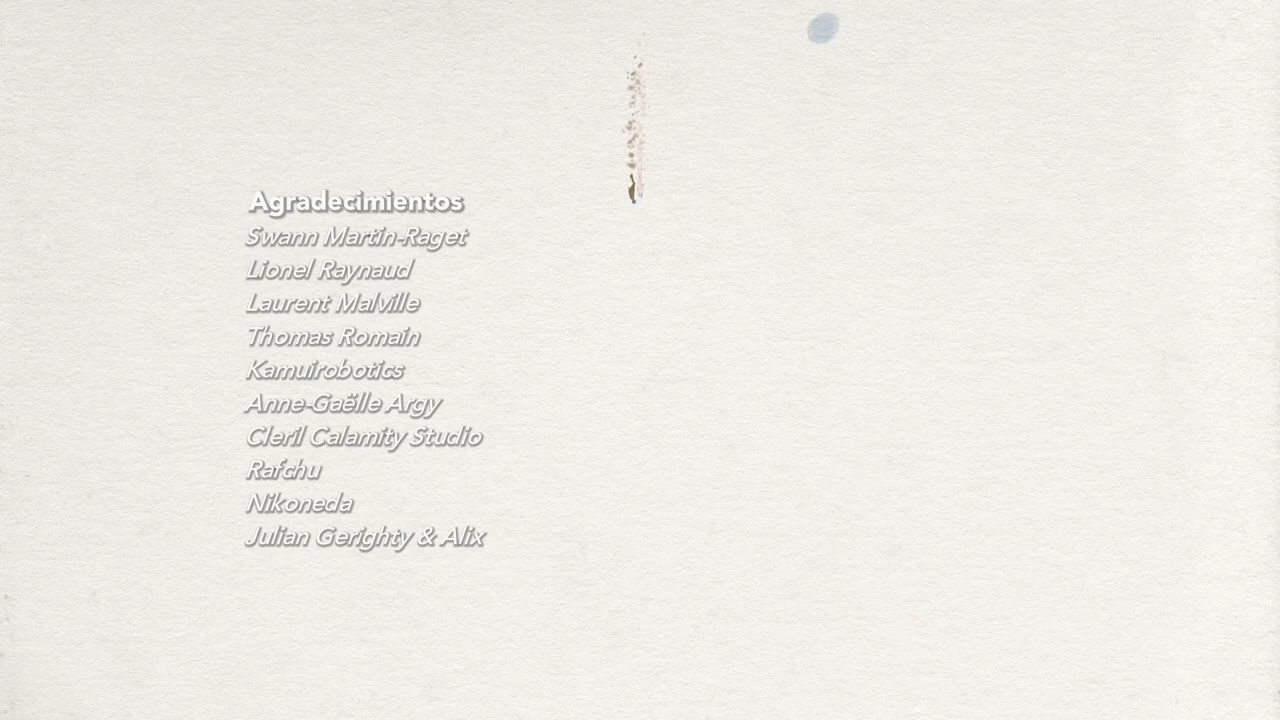 Agradecimientos
Swann Martin-Raget
Lionel Raynaud
Laurent Malville
Thomas Romain
Kamuirobotics
Anne-Gaëlle Argy
Cleril Calamity Studio
Rafchu
Nikoneda
Julian Gerighty & Alix